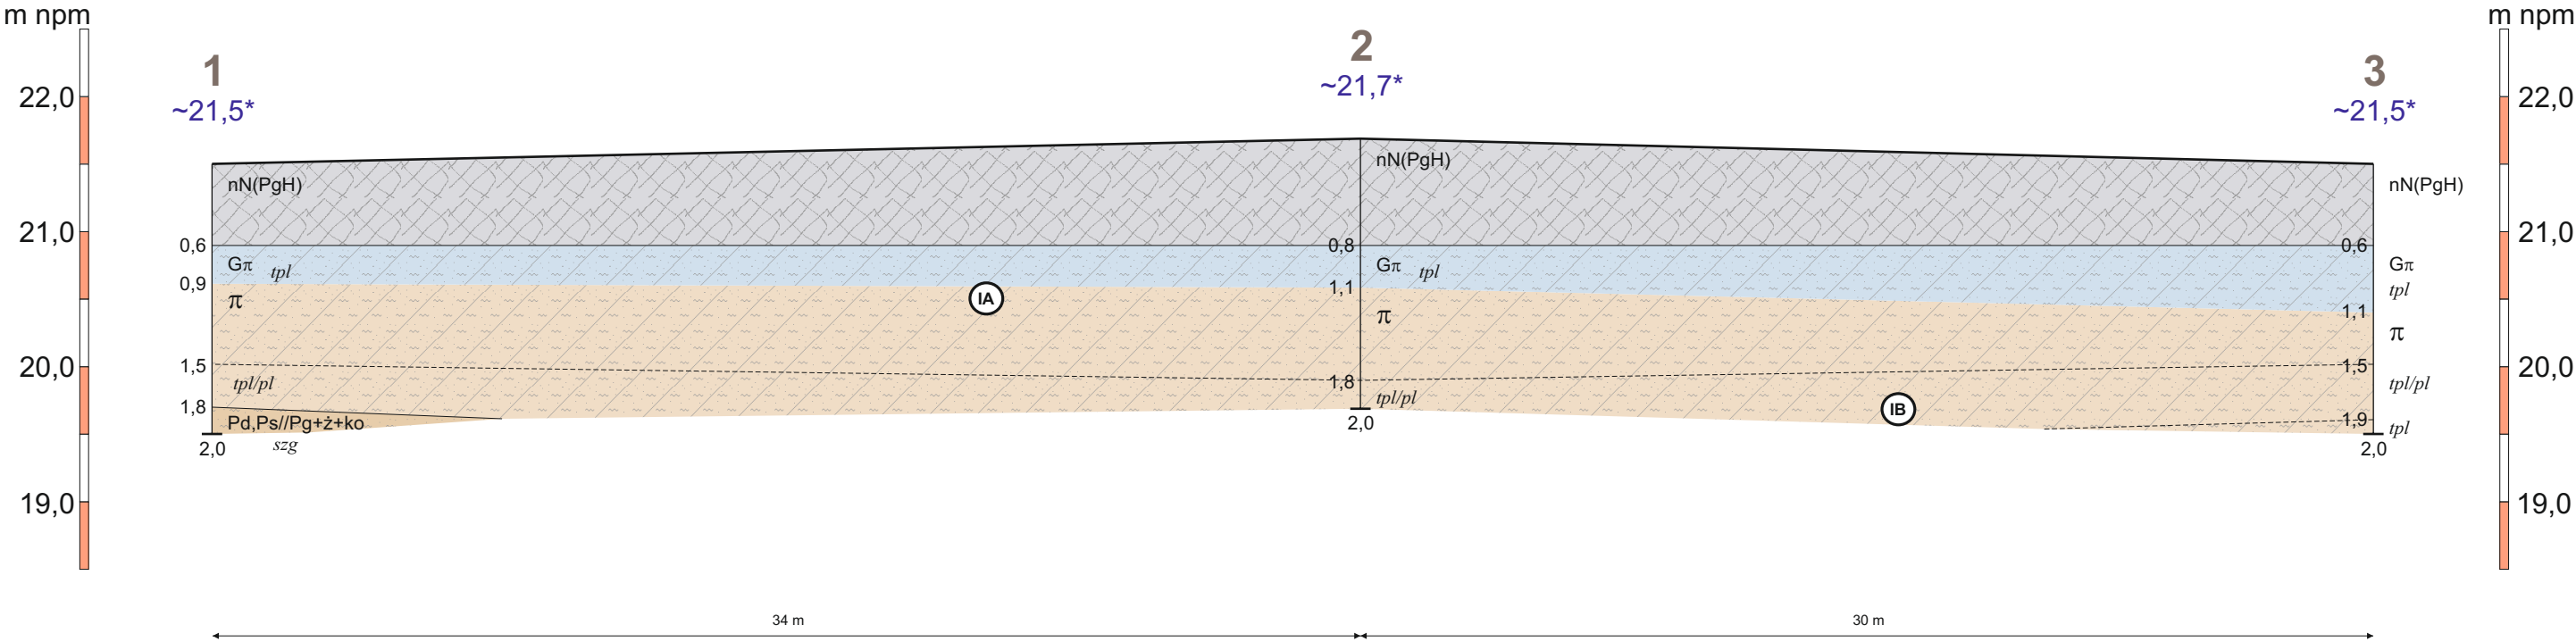 m npm
m npm
1
~21,5*
2
~21,7*
3
~21,5*
22,0
21,0
20,0
19,0
22,0
21,0
20,0
19,0
nN(PgH)
0,6
Gπ tpl
0,9
π
1,5
tpl/pl
1,8
Pd,Ps//Pg+ż+ko
szg
2,0
IA
nN(PgH)
0,8
Gπ tpl
1,1
π
1,8
tpl/pl
2,0
IB
nN(PgH)
0,6
Gπ
tpl
1,1
π
1,5
tpl/pl
1,9
tpl
2,0
34 m
30 m